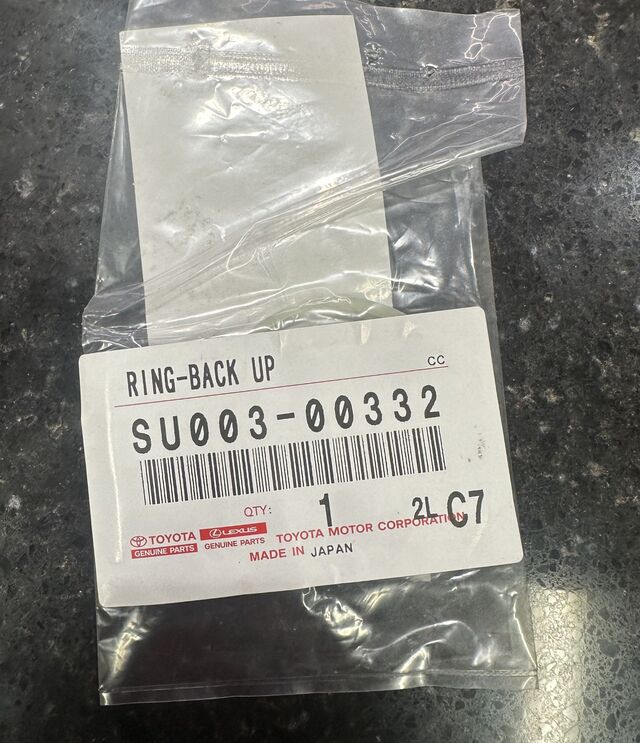 RING-BACK UP
CC
SU003-00332
QTY: 1 2L C7
TOYOTA LEXUS TOYOTA MOTOR CORPORATION
GENUINE PARTS GENUINE PARTS
MADE IN JAPAN